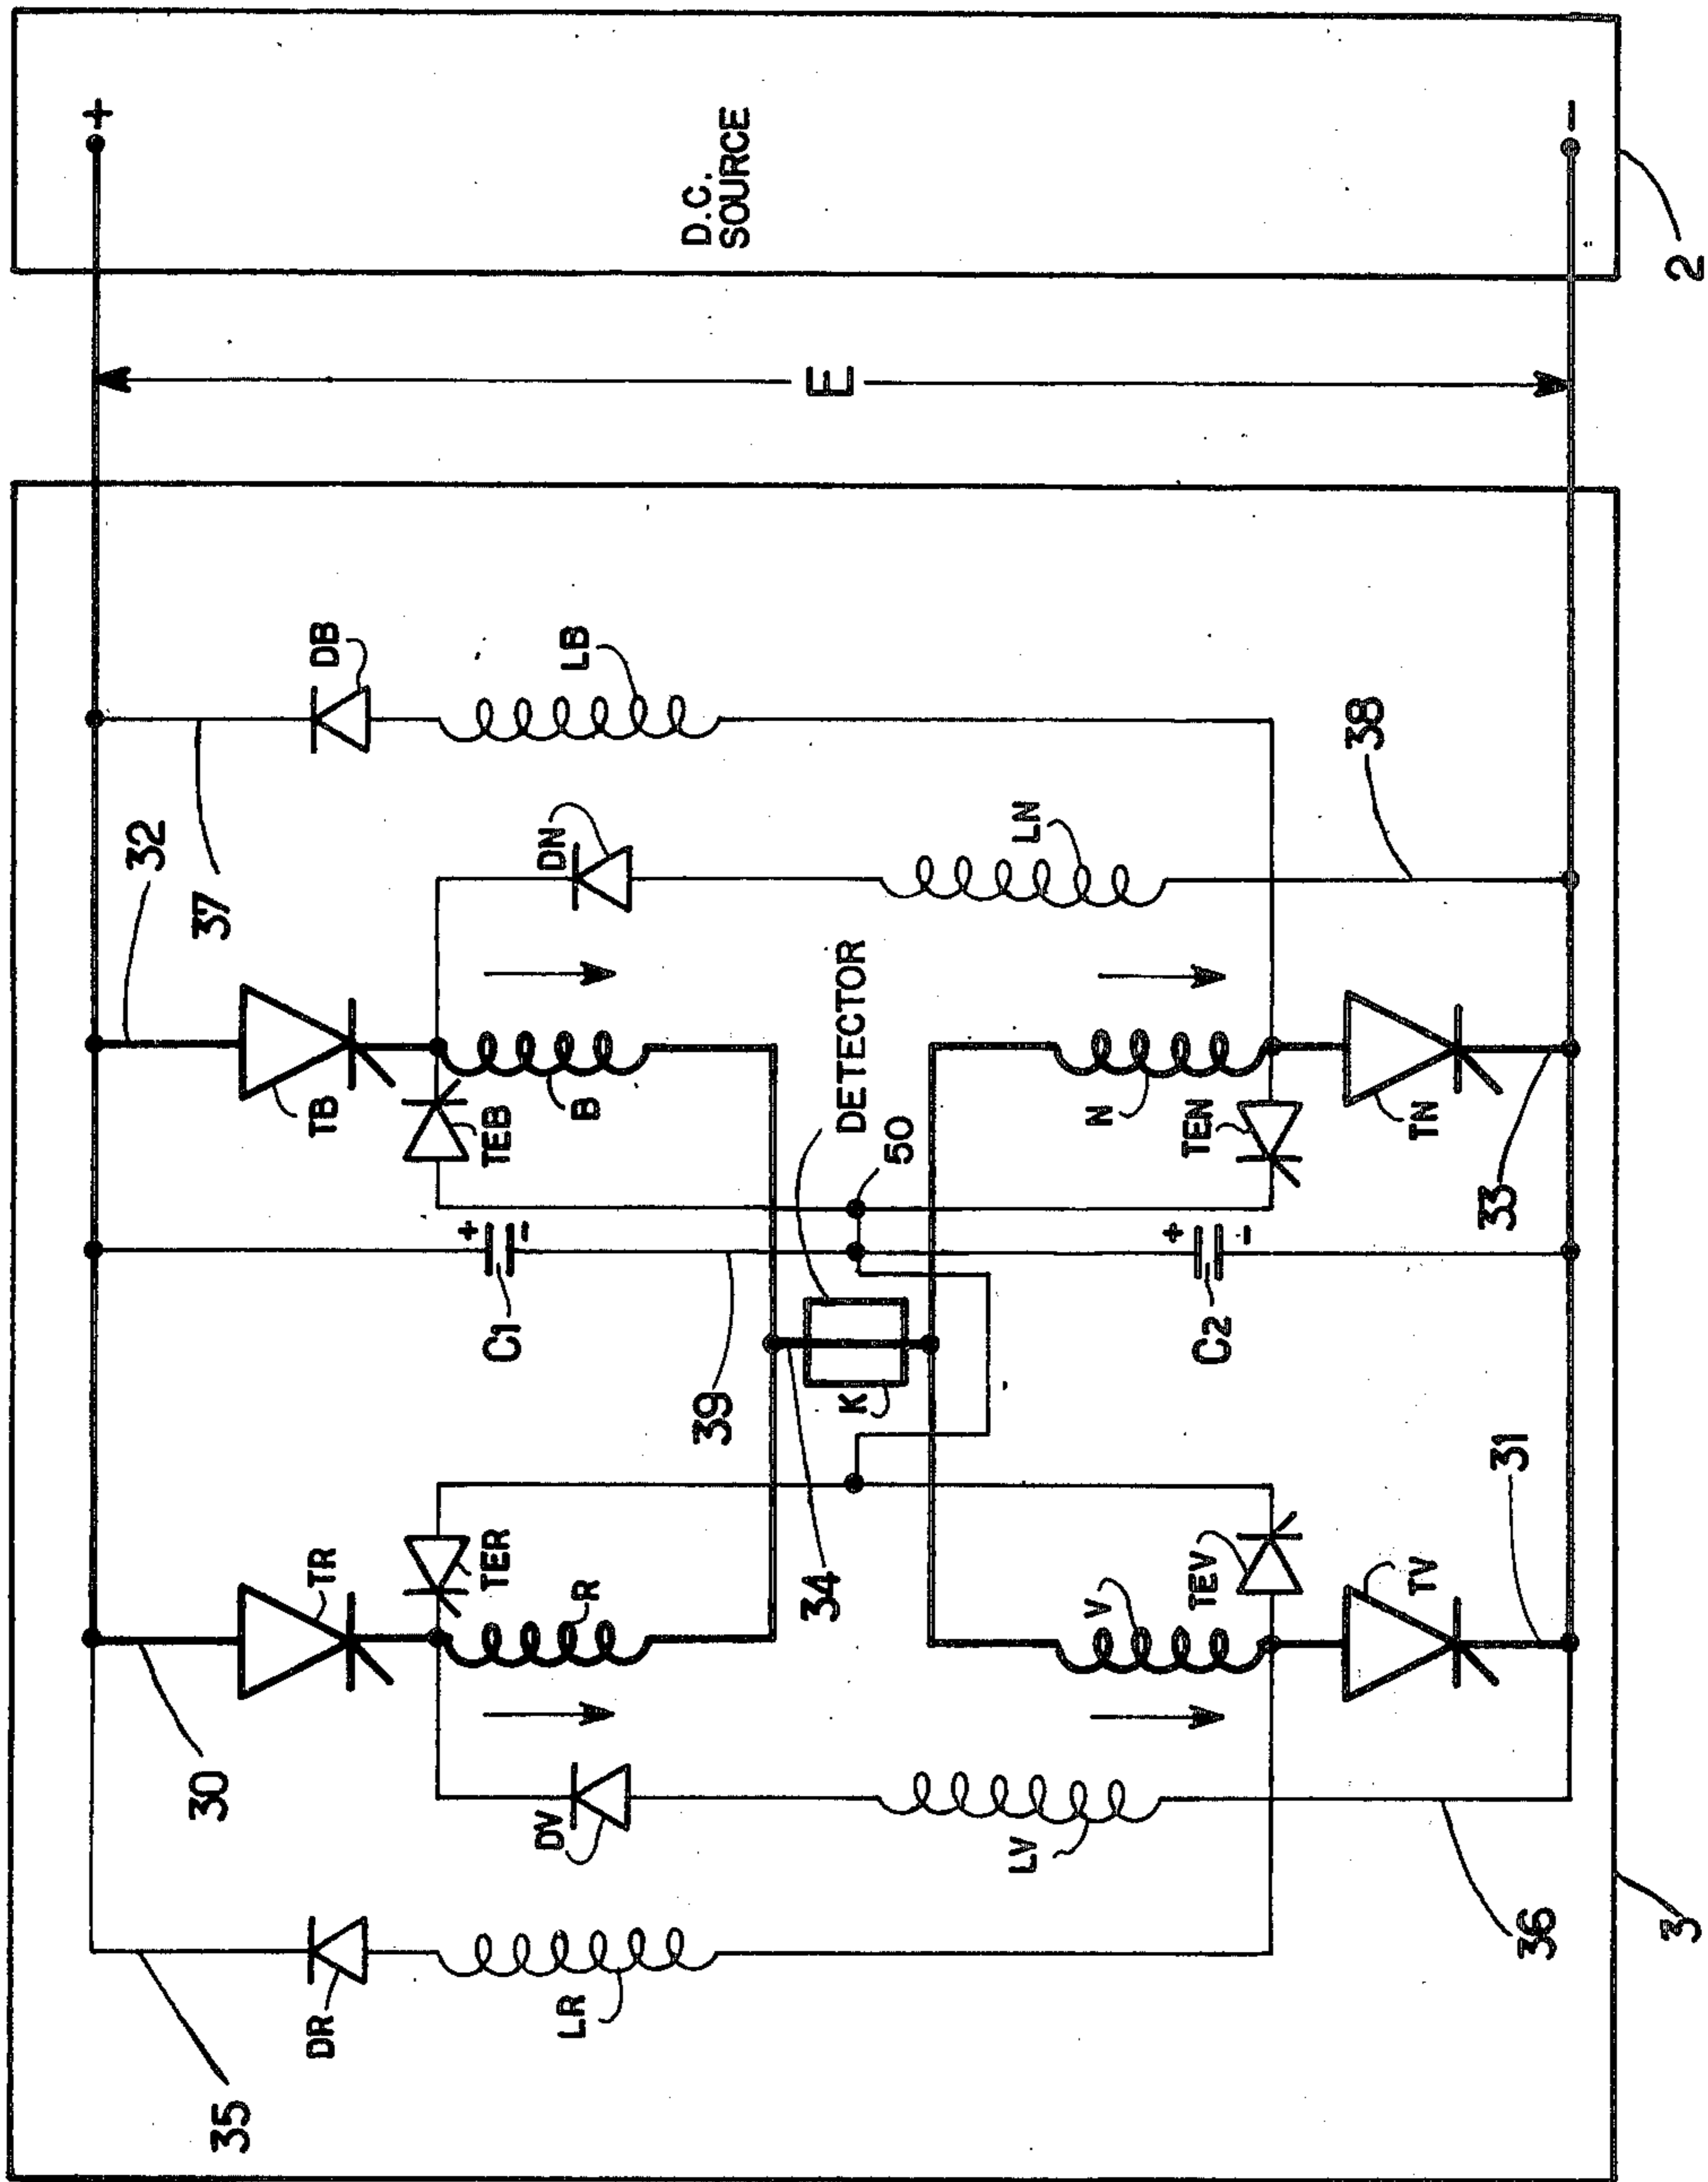 +
D.C.
SOURCE
-
2
E
DB
LB
37
32
DN
LN
38
TB
TEB
B
DETECTOR
50
N
TEN
TN
33
+
-
C1
39
K
34
+
-
C2
TR
TER
R
30
V
TEV
TV
31
DV
LV
36
DR
LR
35
3